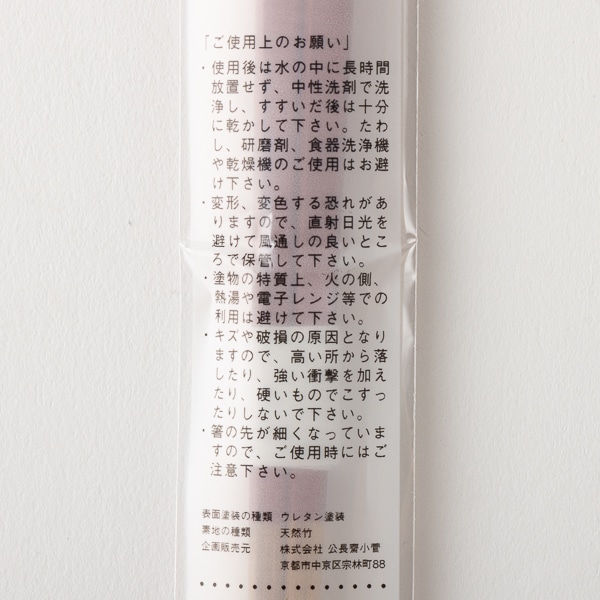 「ご使用上のお願い」
・使用後は水の中に長時間
放置せず、中性洗剤で洗
浄し、すすいだ後は十分
に乾かして下さい。たわ
し、研磨剤、食器洗浄機
や乾燥機のご使用はお避
け下さい。
・変形、変色する恐れがあ
りますので、直射日光を
避けて風通しの良いとこ
ろで保管して下さい。
・塗物の特質上、火の側、
熱湯や電子レンジ等での
利用は避けて下さい。
・キズや破損の原因となり
ますので、高い所から落
したり、強い衝撃を加え
たり、硬いものでこすっ
たりしないで下さい。
・箸の先が細くなっていま
すので、ご使用時にはご
注意下さい。
表面塗装の種類 ウレタン塗装
素地の種類 天然竹
企画販売元 株式会社 公長齋小菅
京都市中京区宗林町88